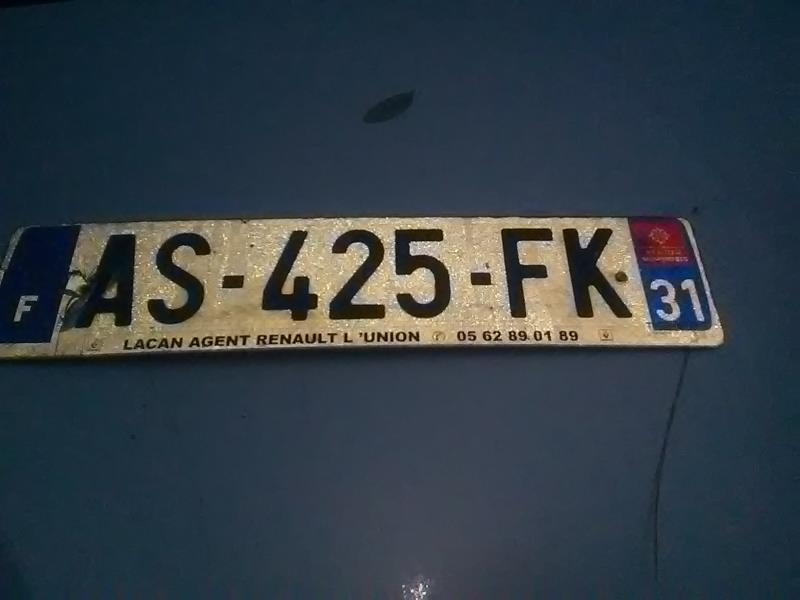 F AS-425-FK 31
LACAN AGENT RENAULT L 'UNION ✆ 05 62 89 01 89